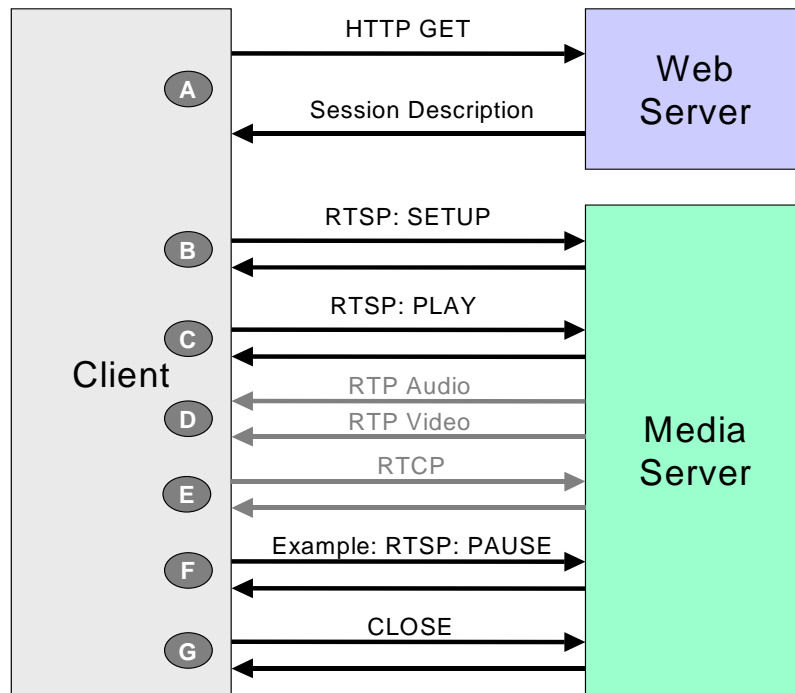 HTTP GET
Web
Server
A
Session Description
RTSP: SETUP
B
RTSP: PLAY
C
Client
RTP Audio
D
RTP Video
Media
Server
RTCP
E
Example: RTSP: PAUSE
F
CLOSE
G